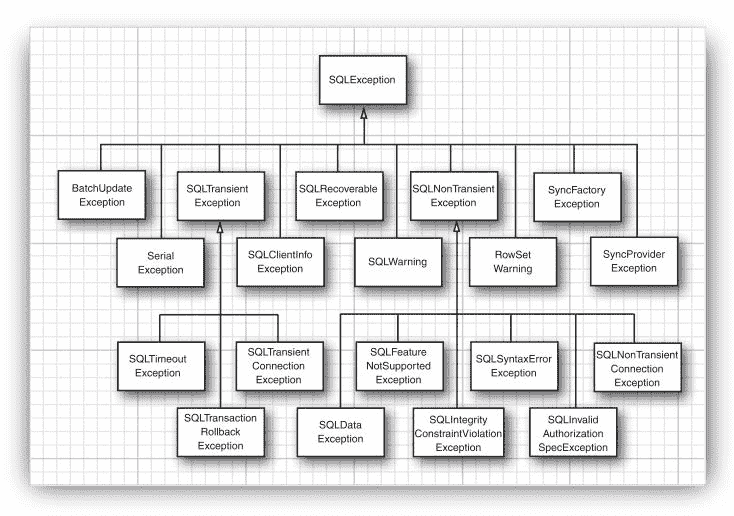 SQLException
BatchUpdate
Exception
SQLTransient
Exception
SQLRecoverable
Exception
SQLNonTransient
Exception
SyncFactory
Exception
Serial
Exception
SQLClientInfo
Exception
SQLWarning
RowSet
Warning
SyncProvider
Exception
SQLTimeout
Exception
SQLTransient
Connection
Exception
SQLFeature
NotSupported
Exception
SQLSyntaxError
Exception
SQLNonTransient
Connection
Exception
SQLTransaction
Rollback
Exception
SQLData
Exception
SQLIntegrity
ConstraintViolation
Exception
SQLInvalid
Authorization
SpecException